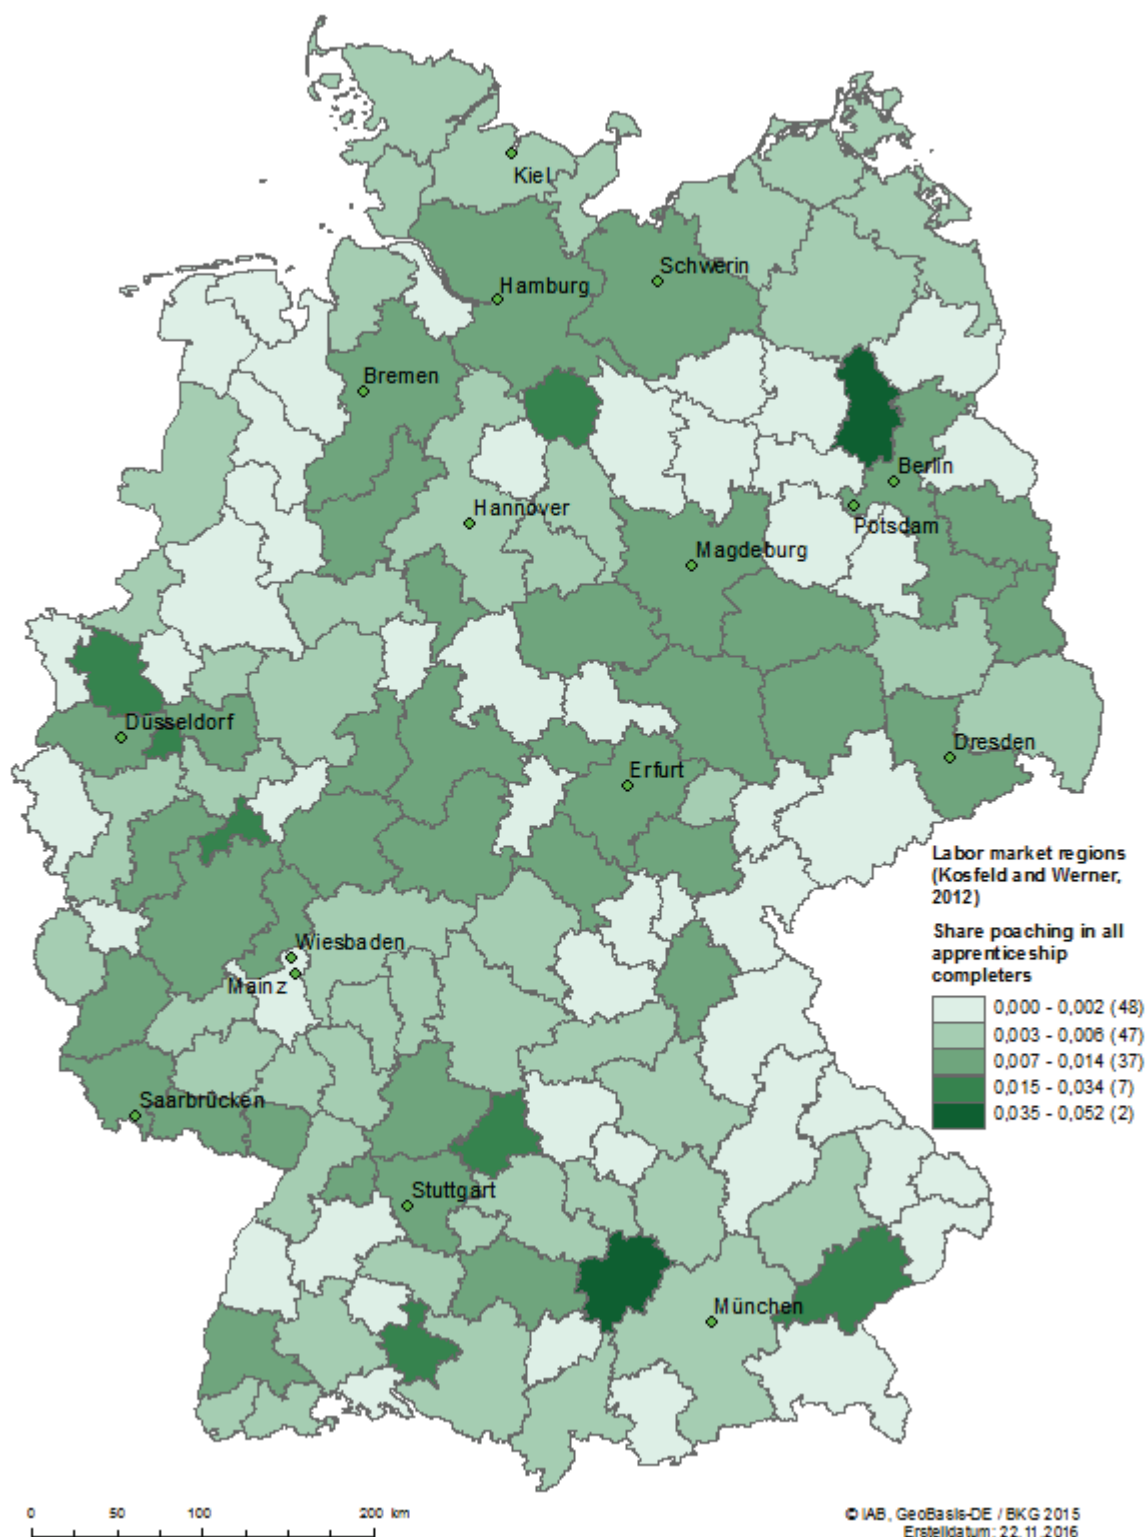 Kiel
Schwerin
Hamburg
Bremen
Berlin
Hannover
Potsdam
Magdeburg
Düsseldorf
Dresden
Erfurt
Labor market regions
(Kosfeld and Werner,
2012)
Share poaching in all
apprenticeship
completers
0,000 - 0,002 (48)
0,003 - 0,006 (47)
0,007 - 0,014 (37)
0,015 - 0,034 (7)
0,035 - 0,052 (2)
Wiesbaden
Mainz
Saarbrücken
Stuttgart
München
0 50 100 200 km
© IAB, GeoBasis-DE / BKG 2015
Erstelldatum: 22.11.2016